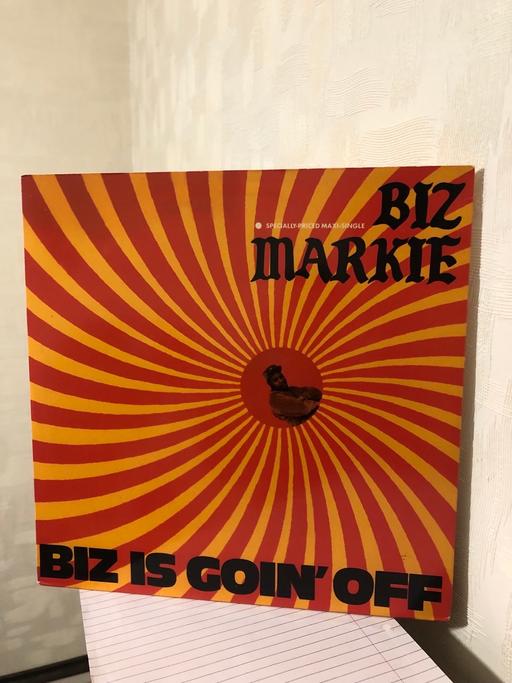 BIZ
SPECIALLY-PRICED MAXI-SINGLE
MARKIE
BIZ IS GOIN' OFF